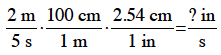 2 m / 5 s · 100 cm / 1 m · 2.54 cm / 1 in = ? in / s